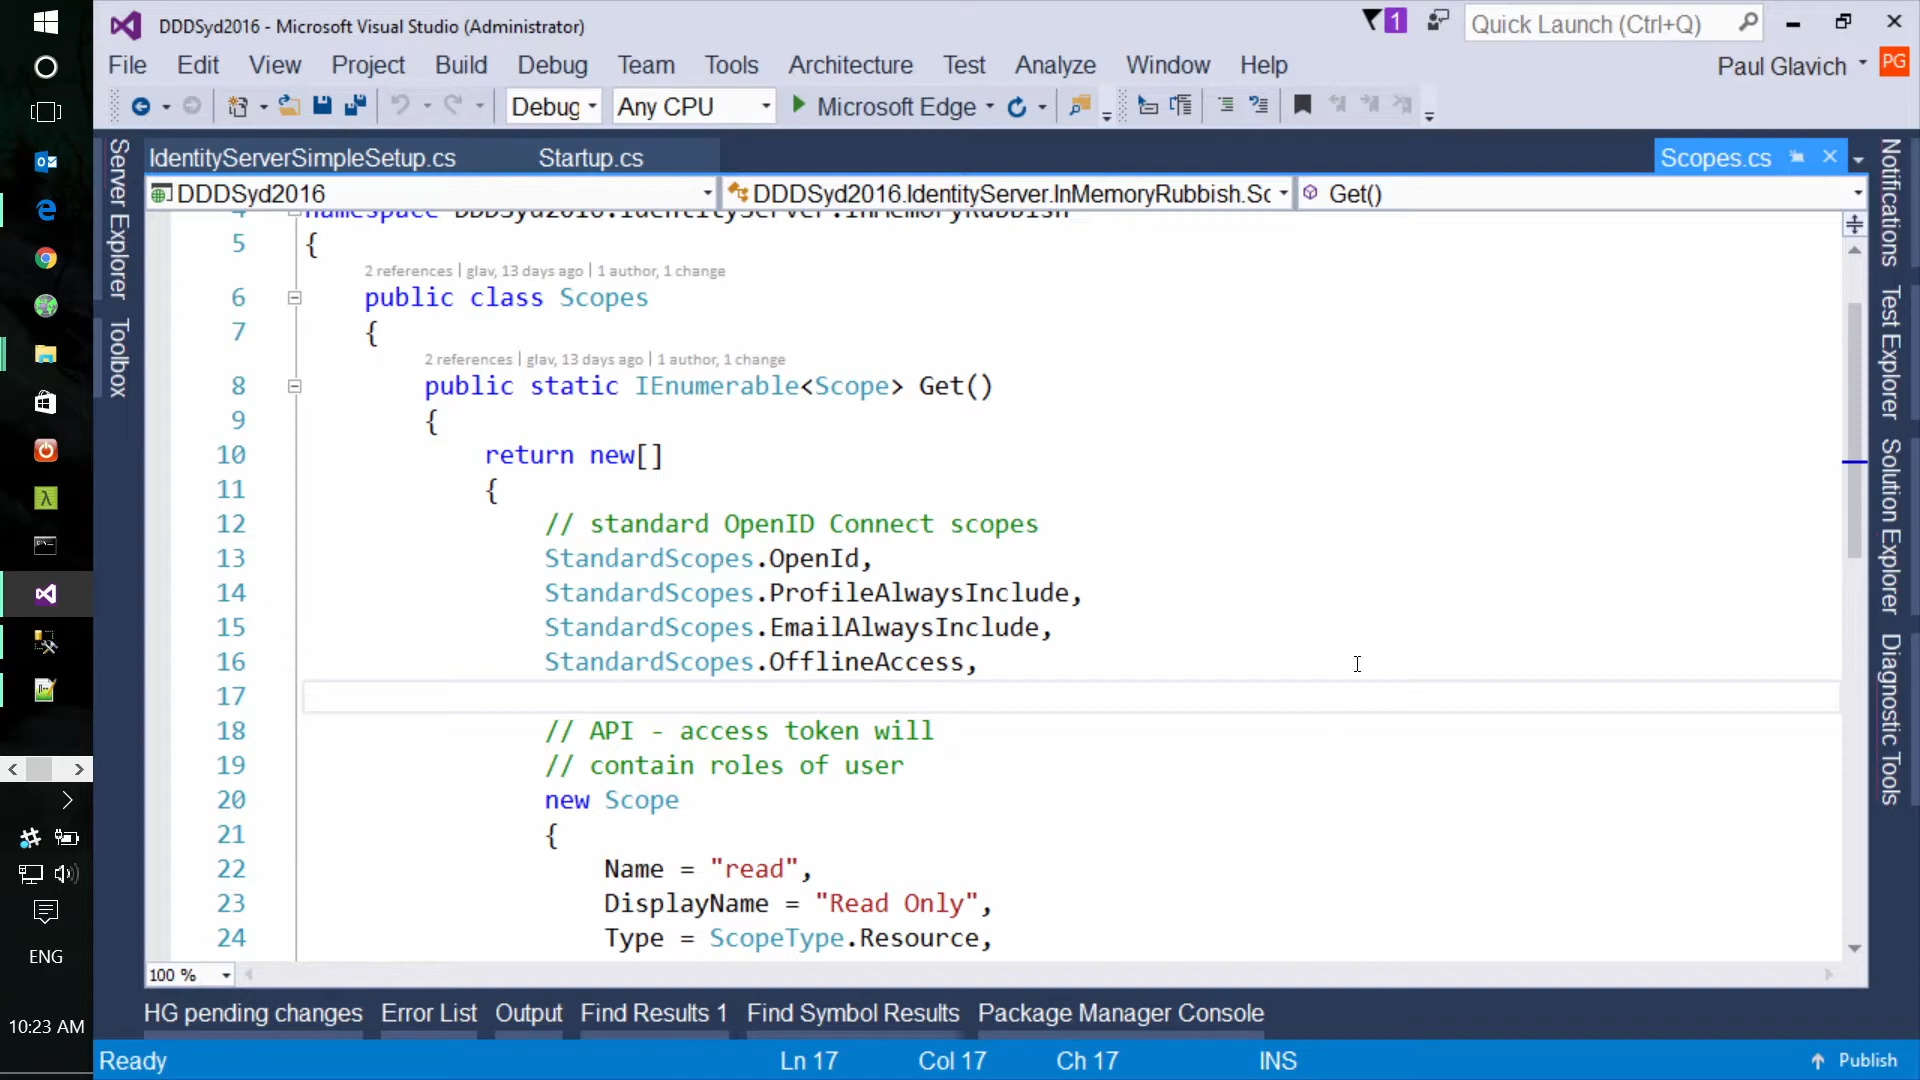 DDDSyd2016 - Microsoft Visual Studio (Administrator)
1
Quick Launch (Ctrl+Q)
File Edit View Project Build Debug Team Tools Architecture Test Analyze Window Help
Paul Glavich
PG
Debug Any CPU Microsoft Edge
Server Explorer
Toolbox
IdentityServerSimpleSetup.cs Startup.cs Scopes.cs
DDDSyd2016 DDDSyd2016.IdentityServer.InMemoryRubbish.Sc Get()
4 namespace DDDSyd2016.IdentityServer.InMemoryRubbish
5 {
2 references | glav, 13 days ago | 1 author, 1 change
6 public class Scopes
7 {
2 references | glav, 13 days ago | 1 author, 1 change
8 public static IEnumerable<Scope> Get()
9 {
10 return new[]
11 {
12 // standard OpenID Connect scopes
13 StandardScopes.OpenId,
14 StandardScopes.ProfileAlwaysInclude,
15 StandardScopes.EmailAlwaysInclude,
16 StandardScopes.OfflineAccess,
17
18 // API - access token will
19 // contain roles of user
20 new Scope
21 {
22 Name = "read",
23 DisplayName = "Read Only",
24 Type = ScopeType.Resource,
100 %
Notifications
Test Explorer
Solution Explorer
Diagnostic Tools
HG pending changes Error List Output Find Results 1 Find Symbol Results Package Manager Console
Ready Ln 17 Col 17 Ch 17 INS Publish
ENG
10:23 AM